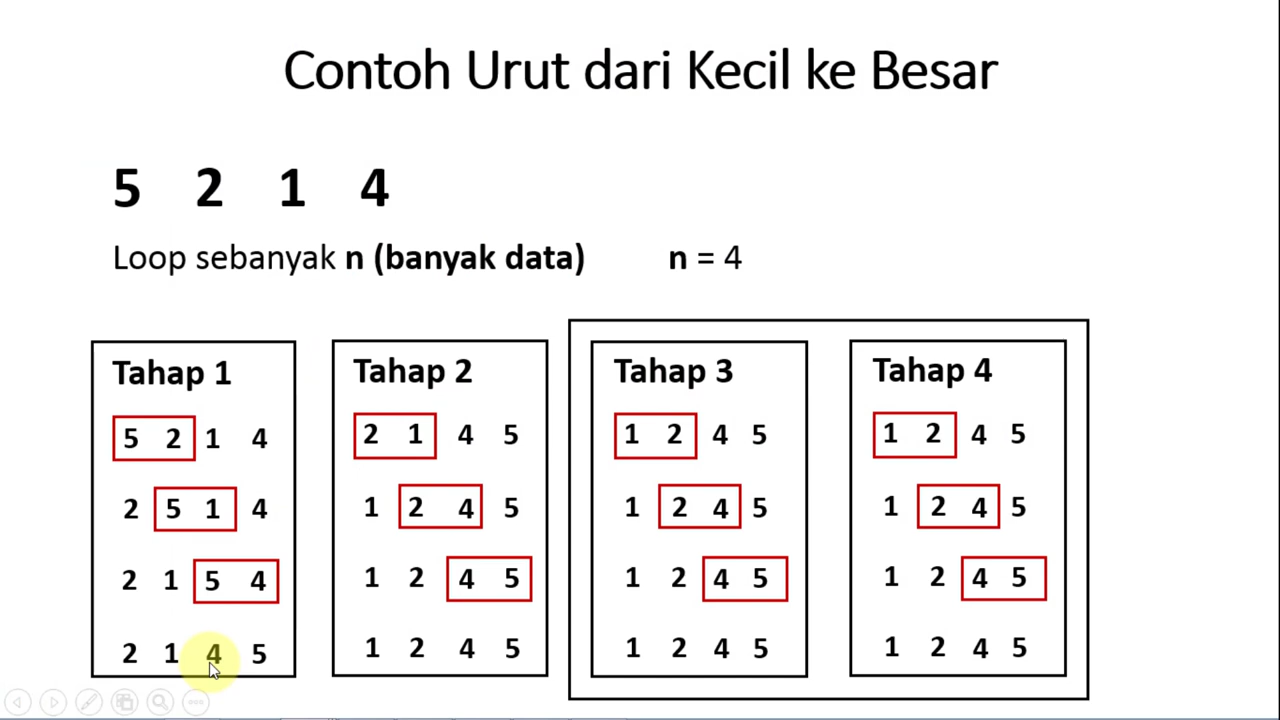 Contoh Urut dari Kecil ke Besar
5 2 1 4
Loop sebanyak n (banyak data) n = 4
Tahap 1
5 2 1 4
2 5 1 4
2 1 5 4
2 1 4 5
Tahap 2
2 1 4 5
1 2 4 5
1 2 4 5
1 2 4 5
Tahap 3
1 2 4 5
1 2 4 5
1 2 4 5
1 2 4 5
Tahap 4
1 2 4 5
1 2 4 5
1 2 4 5
1 2 4 5